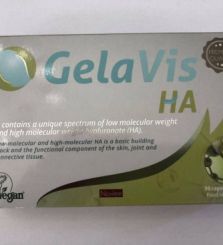 GelaVis
HA
contains a unique spectrum of low molecular weight
and high molecular weight hyaluronate (HA).
low-molecular and high-molecular HA is a basic building
block and the functional component of the skin, joint and
connective tissue.
Vegan